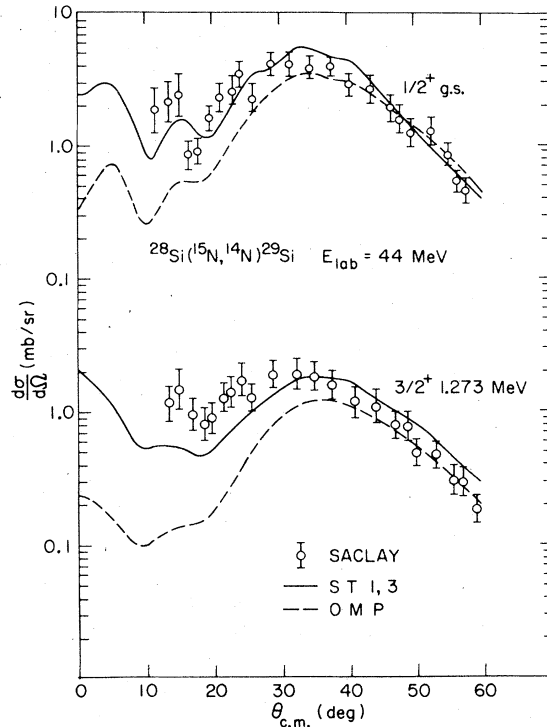 10
1/2+ g.s.
1.0
28Si(15N,14N)29Si Elab = 44 MeV
0.1
dσ/dΩ (mb/sr)
3/2+ 1.273 MeV
1.0
0.1
SACLAY
ST 1,3
OMP
0 10 20 30 40 50 60
θc.m. (deg)